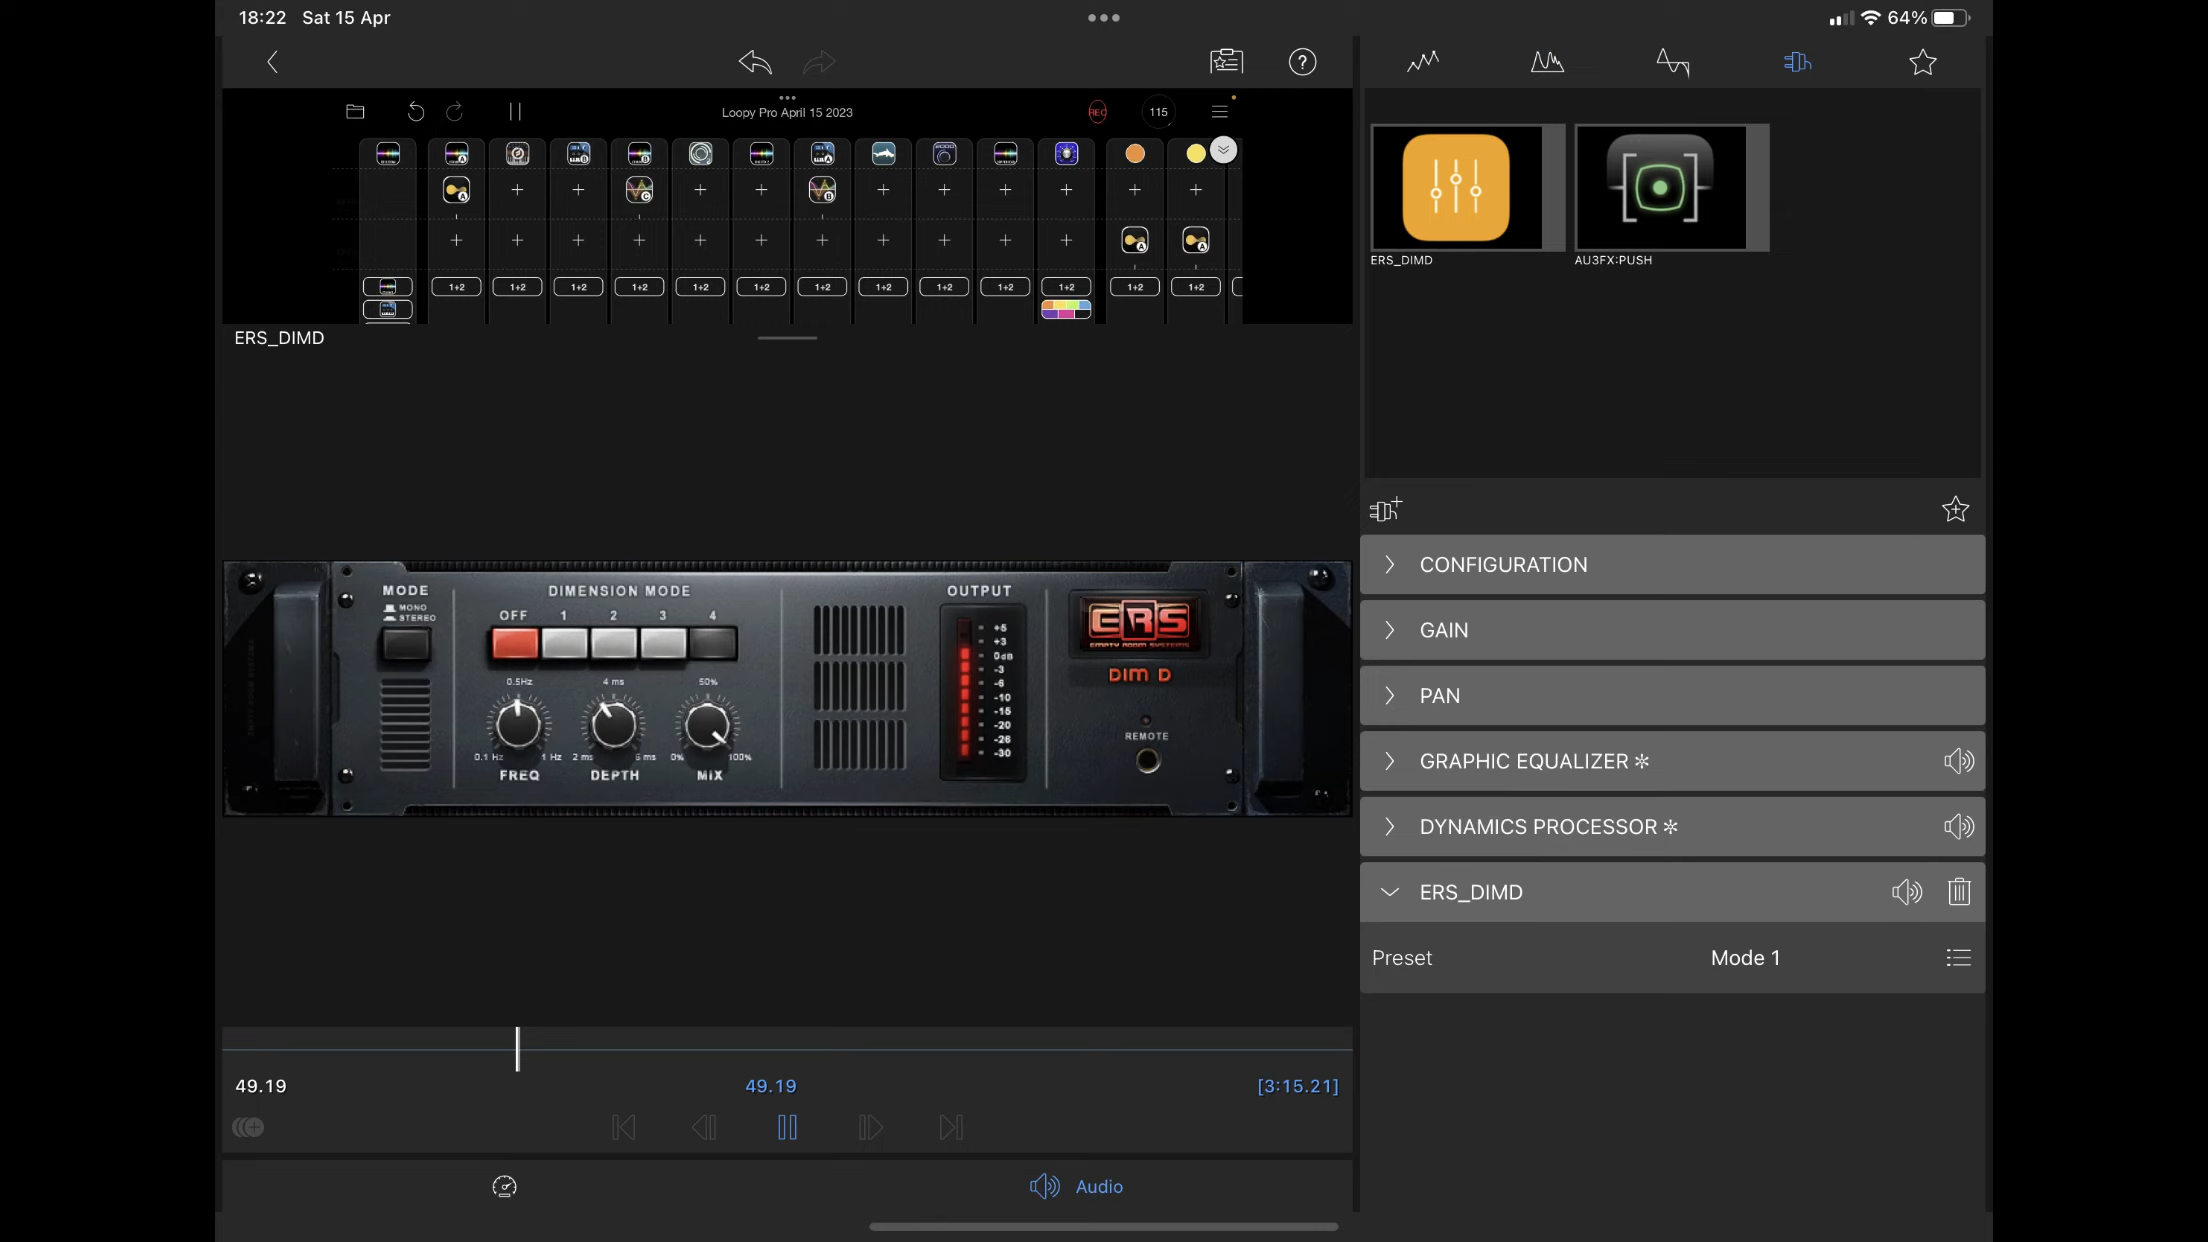 18:22 Sat 15 Apr
64%
Loopy Pro April 15 2023
REC
115
1+2 1+2 1+2 1+2 1+2 1+2 1+2 1+2 1+2 1+2 1+2 1+2 1+2
ERS_DIMD
MODE
MONO
STEREO
DIMENSION MODE
OFF 1 2 3 4
0.5Hz 4 ms 50%
0.1 Hz 1 Hz 2 ms 6 ms 0% 100%
FREQ DEPTH MIX
OUTPUT
+5
+3
0dB
-3
-6
-10
-15
-20
-26
-30
ERS
EMPTY ROOM SYSTEMS
DIM D
REMOTE
49.19 49.19 [3:15.21]
Audio
ERS_DIMD AU3FX:PUSH
CONFIGURATION
GAIN
PAN
GRAPHIC EQUALIZER ✲
DYNAMICS PROCESSOR ✲
ERS_DIMD
Preset Mode 1